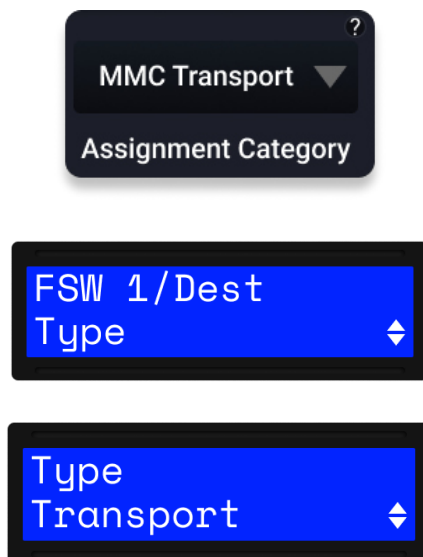 ?
MMC Transport
Assignment Category
FSW 1/Dest
Type
Type
Transport